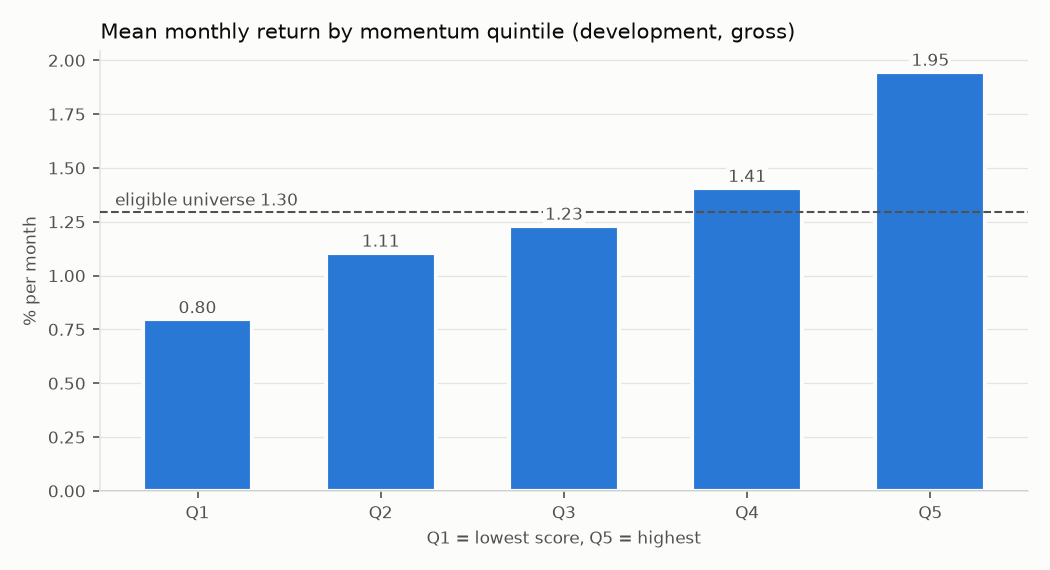 Mean monthly return by momentum quintile (development, gross)
2.00
1.75
1.50
1.25
1.00
0.75
0.50
0.25
0.00
% per month
eligible universe 1.30
0.80
1.11
1.23
1.41
1.95
Q1
Q2
Q3
Q4
Q5
Q1 = lowest score, Q5 = highest